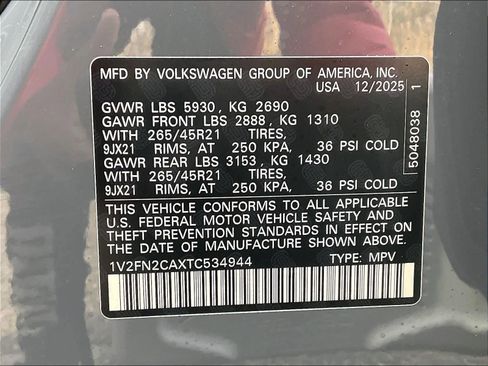 MFD BY VOLKSWAGEN GROUP OF AMERICA, INC.
USA 12/2025
GVWR LBS 5930, KG 2690
GAWR FRONT LBS 2888, KG 1310
WITH 265/45R21 TIRES,
9JX21 RIMS, AT 250 KPA, 36 PSI COLD
GAWR REAR LBS 3153, KG 1430
WITH 265/45R21 TIRES,
9JX21 RIMS, AT 250 KPA, 36 PSI COLD
THIS VEHICLE CONFORMS TO ALL APPLICABLE
U.S. FEDERAL MOTOR VEHICLE SAFETY AND
THEFT PREVENTION STANDARDS IN EFFECT ON
THE DATE OF MANUFACTURE SHOWN ABOVE.
1V2FN2CAXTC534944 TYPE: MPV
5048038 1